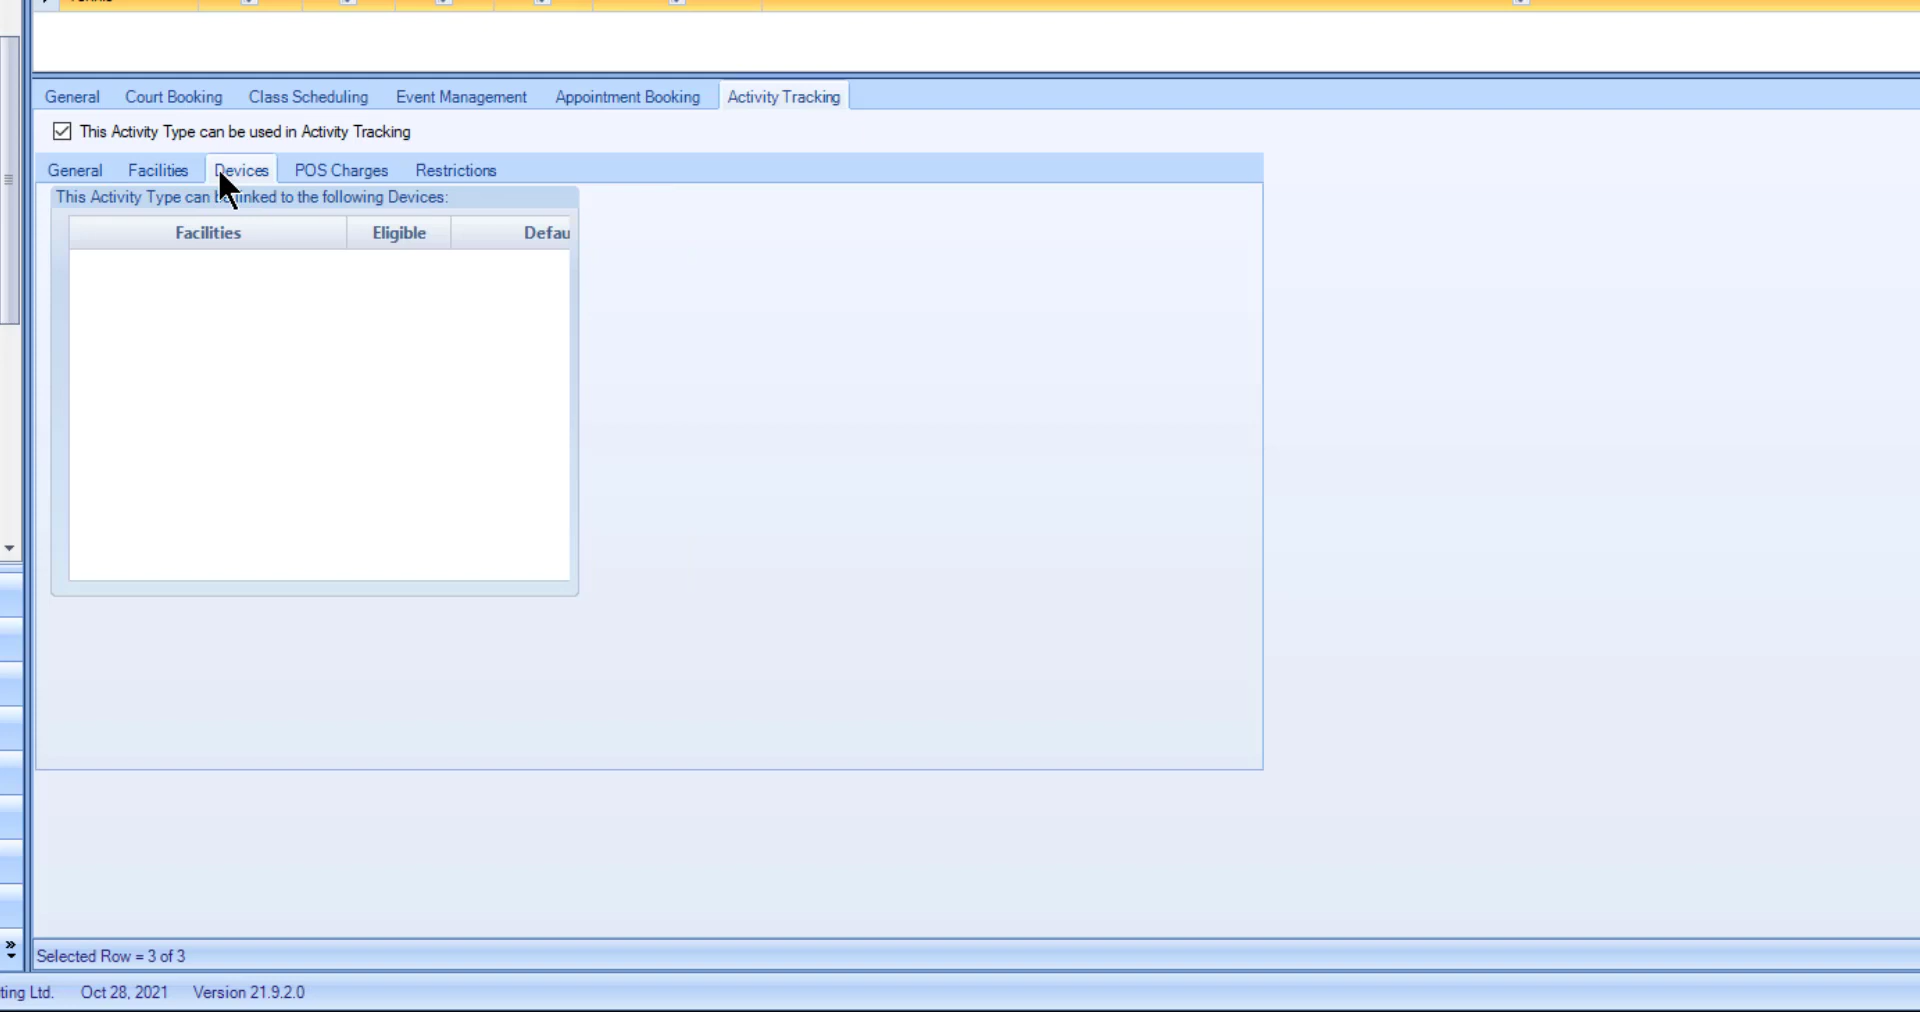 General Court Booking Class Scheduling Event Management Appointment Booking Activity Tracking
This Activity Type can be used in Activity Tracking
General Facilities Devices POS Charges Restrictions
This Activity Type can be linked to the following Devices:
Facilities Eligible Defau
Selected Row = 3 of 3
ting Ltd. Oct 28, 2021 Version 21.9.2.0